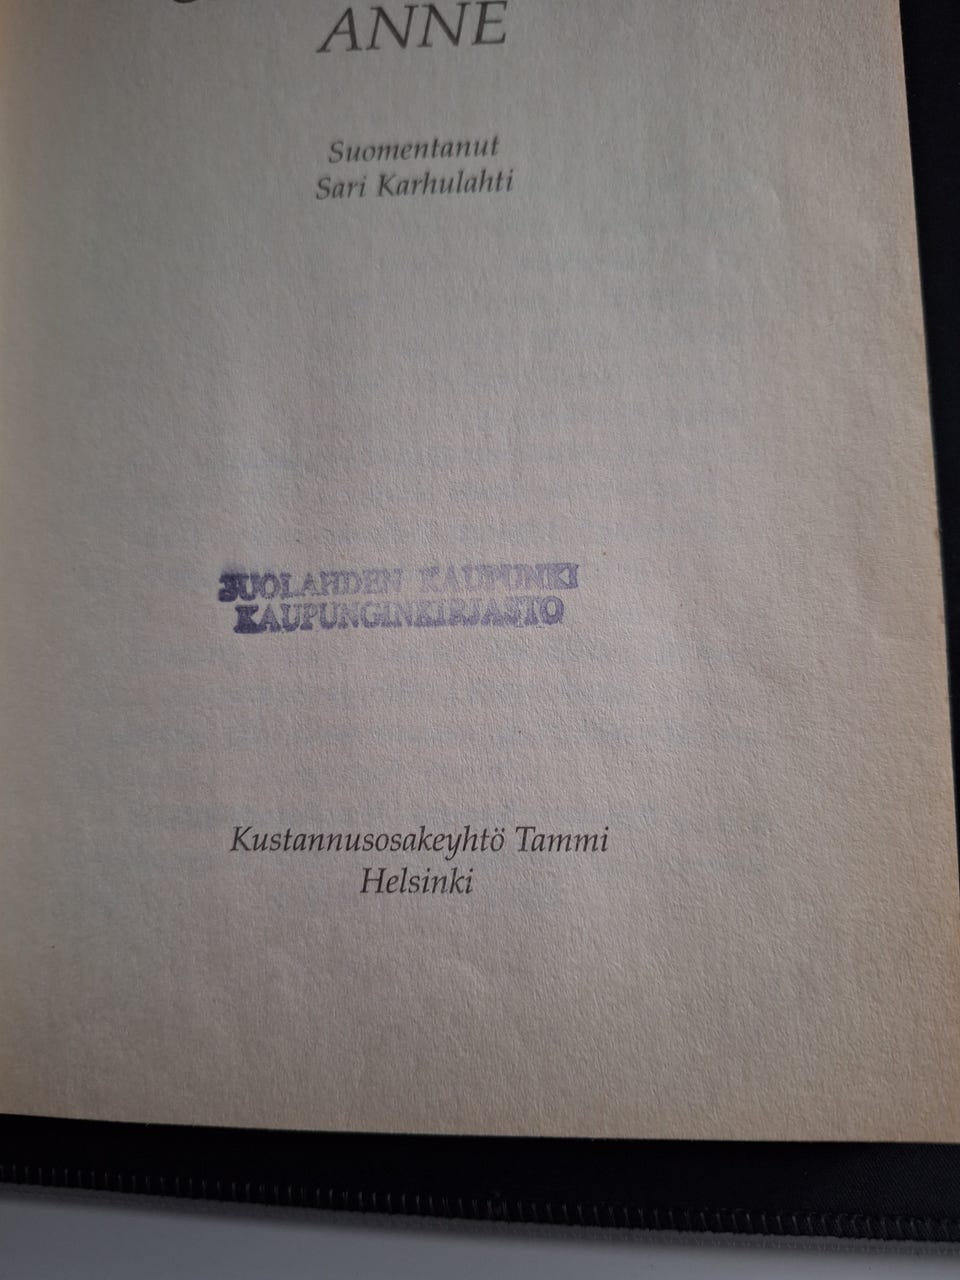 ANNE
Suomentanut
Sari Karhulahti
SUOLAHDEN KAUPUNKI
KAUPUNGINKIRJASTO
Kustannusosakeyhtö Tammi
Helsinki